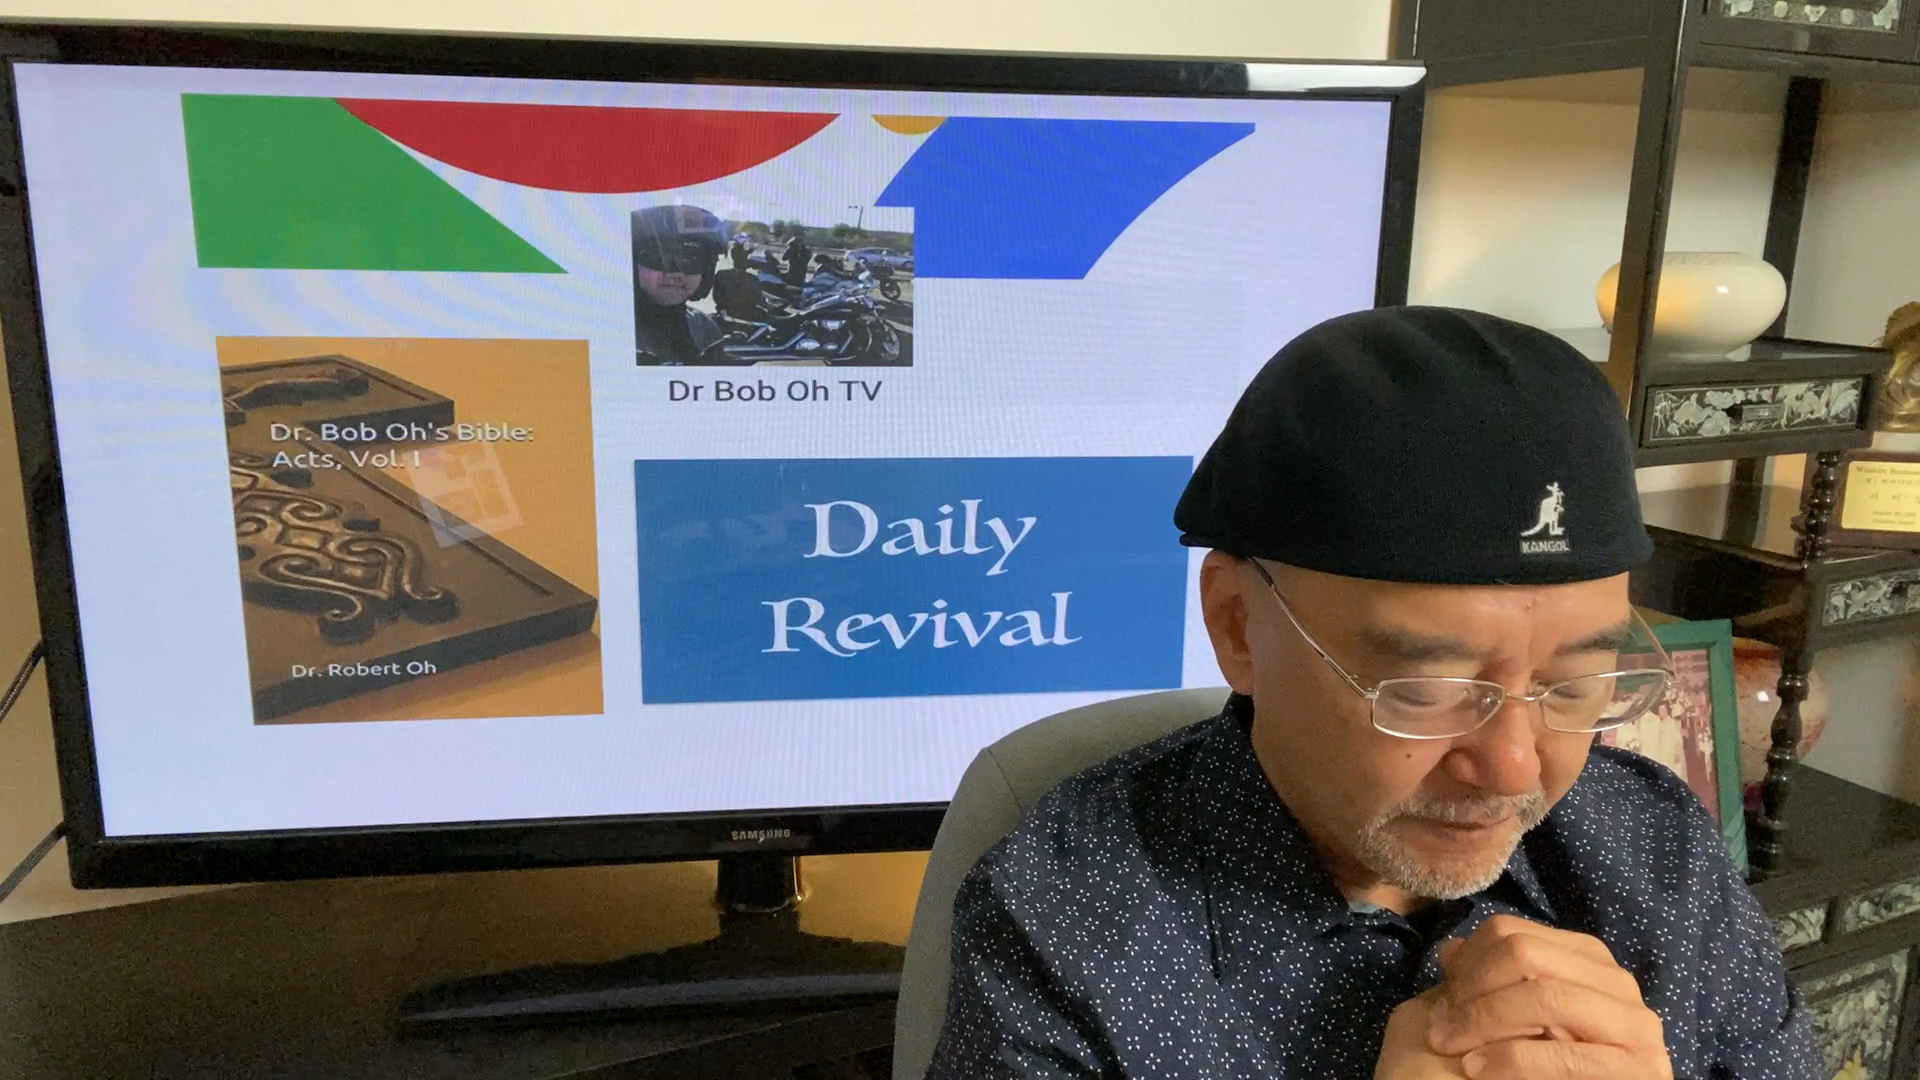 Dr Bob Oh TV
Dr. Bob Oh's Bible:
Acts, Vol. I
Dr. Robert Oh
Daily
Revival
SAMSUNG
KANGOL